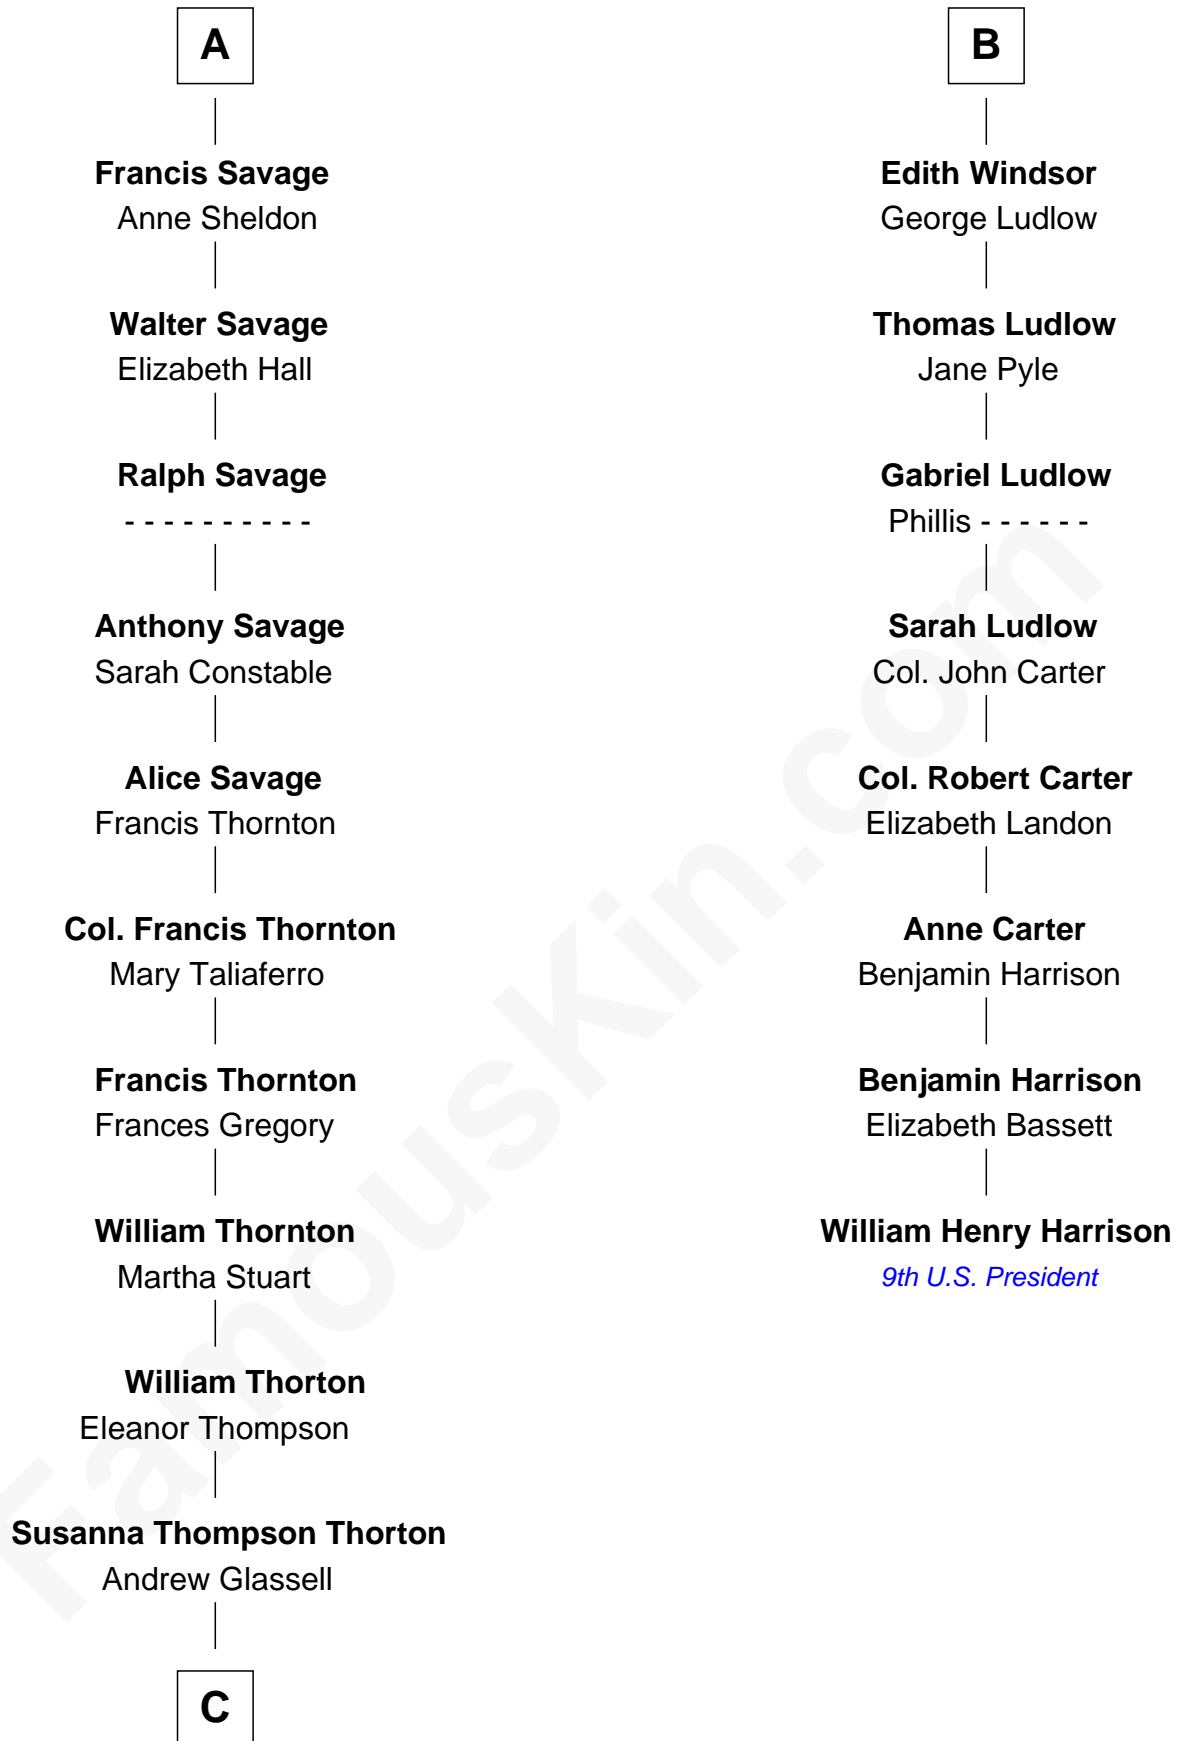 A
Francis Savage
Anne Sheldon
Walter Savage
Elizabeth Hall
Ralph Savage
- - - - - - - - - -
Anthony Savage
Sarah Constable
Alice Savage
Francis Thornton
Col. Francis Thornton
Mary Taliaferro
Francis Thornton
Frances Gregory
William Thornton
Martha Stuart
William Thorton
Eleanor Thompson
Susanna Thompson Thorton
Andrew Glassell
C
B
Edith Windsor
George Ludlow
Thomas Ludlow
Jane Pyle
Gabriel Ludlow
Phillis - - - - - -
Sarah Ludlow
Col. John Carter
Col. Robert Carter
Elizabeth Landon
Anne Carter
Benjamin Harrison
Benjamin Harrison
Elizabeth Bassett
William Henry Harrison
9th U.S. President
FamousKin.com